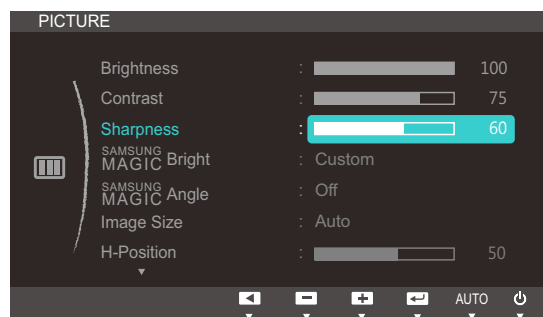 PICTURE
Brightness : 100
Contrast : 75
Sharpness : 60
SAMSUNG MAGIC Bright : Custom
SAMSUNG MAGIC Angle : Off
Image Size : Auto
H-Position : 50
AUTO